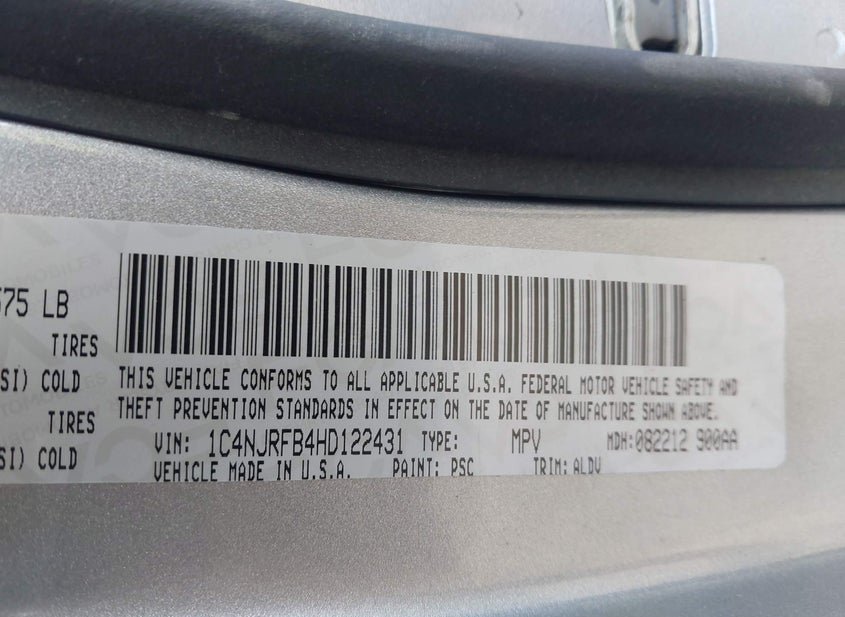 575 LB
TIRES
SI) COLD
TIRES
SI) COLD
THIS VEHICLE CONFORMS TO ALL APPLICABLE U.S.A. FEDERAL MOTOR VEHICLE SAFETY AND
THEFT PREVENTION STANDARDS IN EFFECT ON THE DATE OF MANUFACTURE SHOWN ABOVE.
VIN: 1C4NJRFB4HD122431 TYPE: MPV MDH:082212 900AA
VEHICLE MADE IN U.S.A. PAINT: PSC TRIM: ALDV